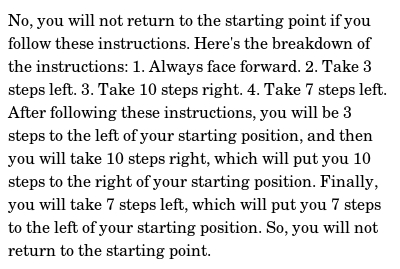 No, you will not return to the starting point if you
follow these instructions. Here's the breakdown of
the instructions: 1. Always face forward. 2. Take 3
steps left. 3. Take 10 steps right. 4. Take 7 steps left.
After following these instructions, you will be 3
steps to the left of your starting position, and then
you will take 10 steps right, which will put you 10
steps to the right of your starting position. Finally,
you will take 7 steps left, which will put you 7 steps
to the left of your starting position. So, you will not
return to the starting point.